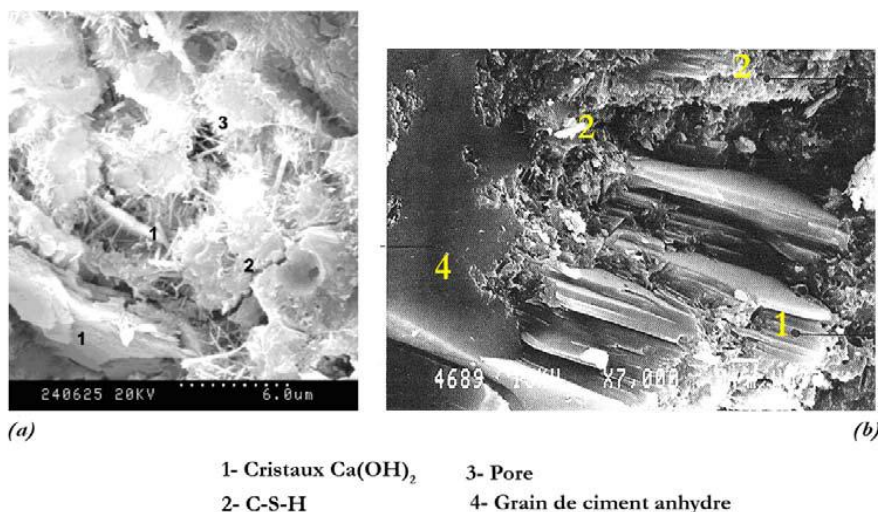 3
1
2
1
240625 20KV 6.0um
(a)
2
2
4
1
4689 X7,000
(b)
1- Cristaux Ca(OH)₂
2- C-S-H
3- Pore
4- Grain de ciment anhydre